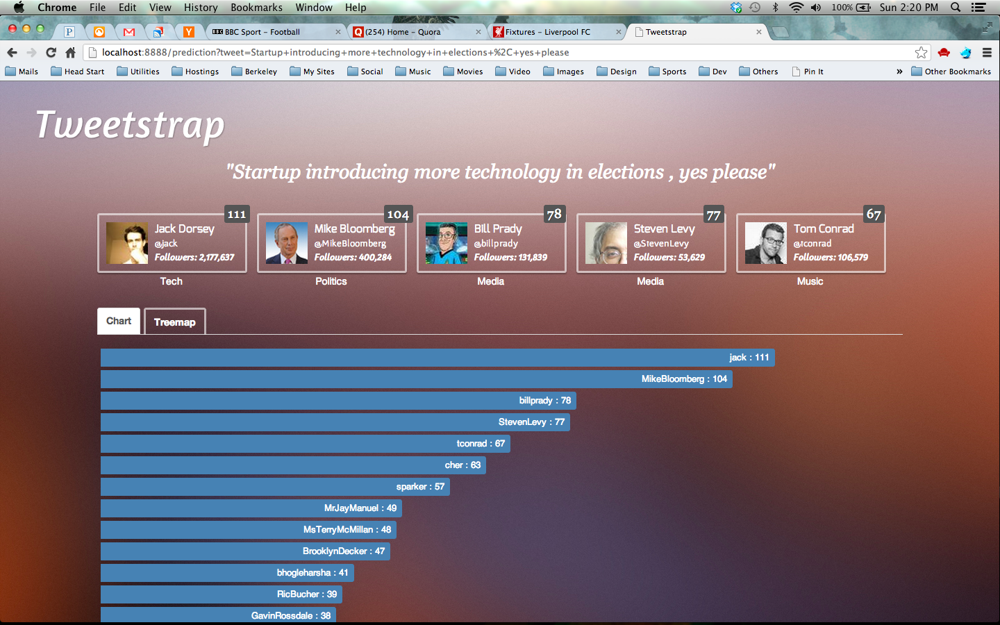 Chrome File Edit View History Bookmarks Window Help 100% Sun 2:20 PM
P M Y BBC BBC Sport - Football Q (254) Home - Quora Fixtures - Liverpool FC Tweetstrap
localhost:8888/prediction?tweet=Startup+introducing+more+technology+in+elections+%2C+yes+please
Mails Head Start Utilities Hostings Berkeley My Sites Social Music Movies Video Images Design Sports Dev Others Pin It » Other Bookmarks
Tweetstrap
"Startup introducing more technology in elections , yes please"
111 104 78 77 67
Jack Dorsey Mike Bloomberg Bill Prady Steven Levy Tom Conrad
@jack @MikeBloomberg @billprady @StevenLevy @tconrad
Followers: 2,177,637 Followers: 400,284 Followers: 131,839 Followers: 53,629 Followers: 106,579
Tech Politics Media Media Music
Chart Treemap
jack : 111
MikeBloomberg : 104
billprady : 78
StevenLevy : 77
tconrad : 67
cher : 63
sparker : 57
MrJayManuel : 49
MsTerryMcMillan : 48
BrooklynDecker : 47
bhogleharsha : 41
RicBucher : 39
GavinRossdale : 38